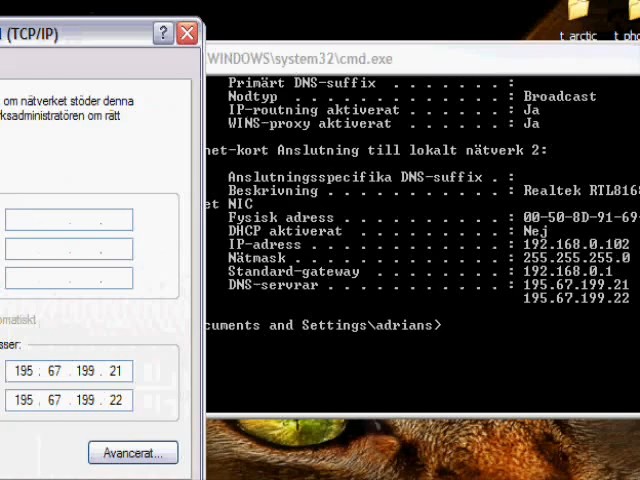 (TCP/IP)
om nätverket stöder denna
rksadministratören om rätt
omatiskt
sser:
195 . 67 . 199 . 21
195 . 67 . 199 . 22
Avancerat...
t_arctic
t_pho
WINDOWS\system32\cmd.exe
Primärt DNS-suffix . . . . . . . :
Nodtyp . . . . . . . . . . . . . : Broadcast
IP-routning aktiverat . . . . . : Ja
WINS-proxy aktiverat . . . . . : Ja
net-kort Anslutning till lokalt nätverk 2:
Anslutningsspecifika DNS-suffix . :
Beskrivning . . . . . . . . . . . : Realtek RTL8168
et NIC
Fysisk adress . . . . . . . . . . : 00-50-8D-91-69-
DHCP aktiverat . . . . . . . . . : Nej
IP-adress . . . . . . . . . . . . : 192.168.0.102
Nätmask . . . . . . . . . . . . . : 255.255.255.0
Standard-gateway . . . . . . . . : 192.168.0.1
DNS-servrar . . . . . . . . . . . : 195.67.199.21
195.67.199.22
cuments and Settings\adrians>